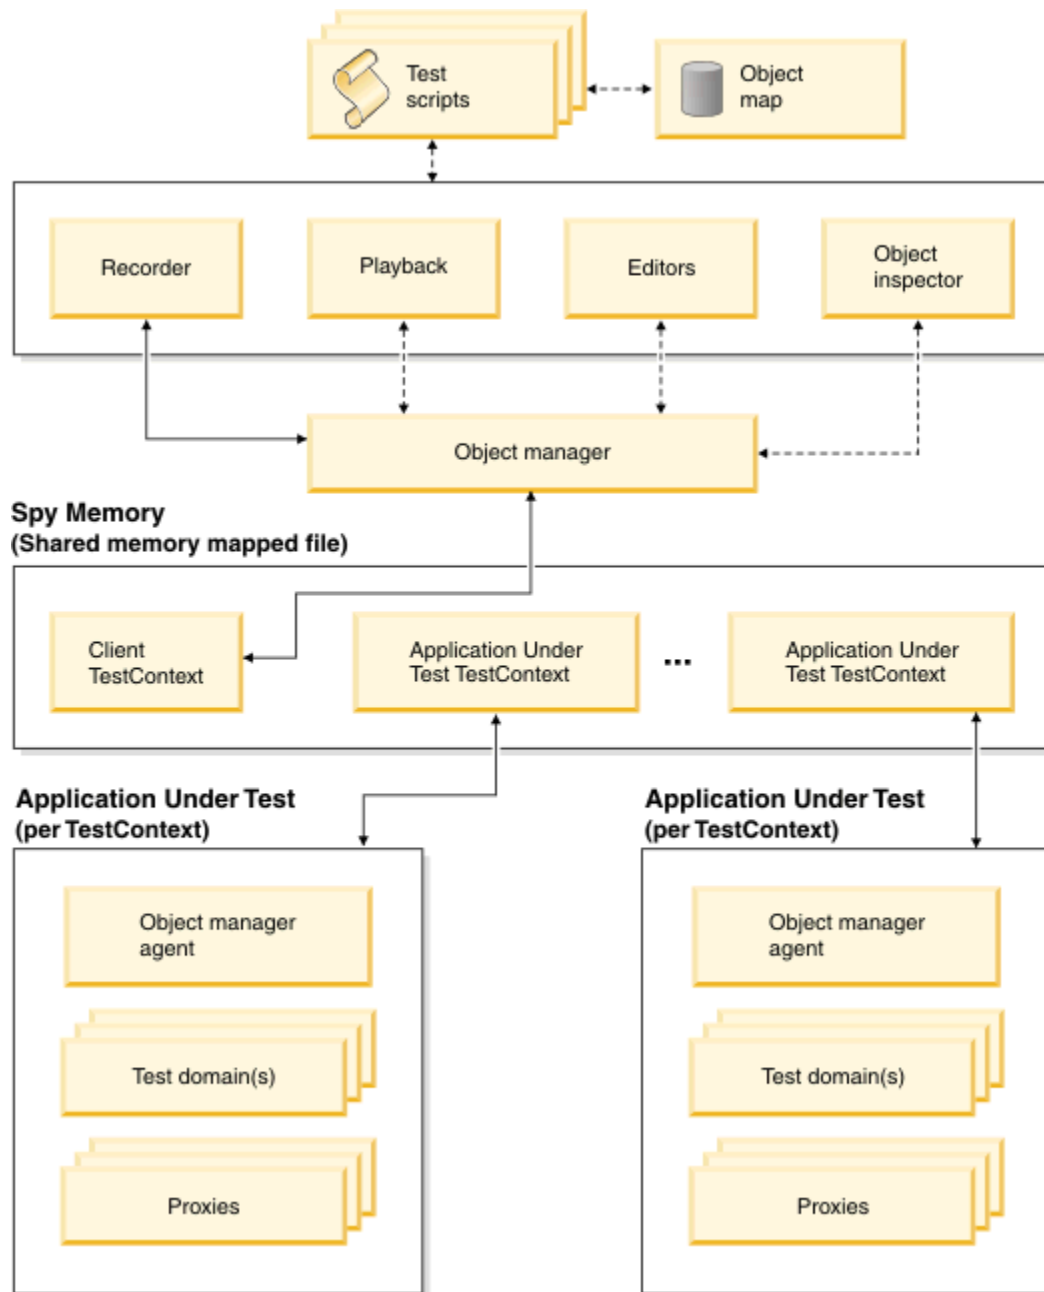 Test
scripts
Object
map
Recorder
Playback
Editors
Object
inspector
Object manager
Spy Memory
(Shared memory mapped file)
Client
TestContext
Application Under
Test TestContext
...
Application Under
Test TestContext
Application Under Test
(per TestContext)
Application Under Test
(per TestContext)
Object manager
agent
Test domain(s)
Proxies
Object manager
agent
Test domain(s)
Proxies